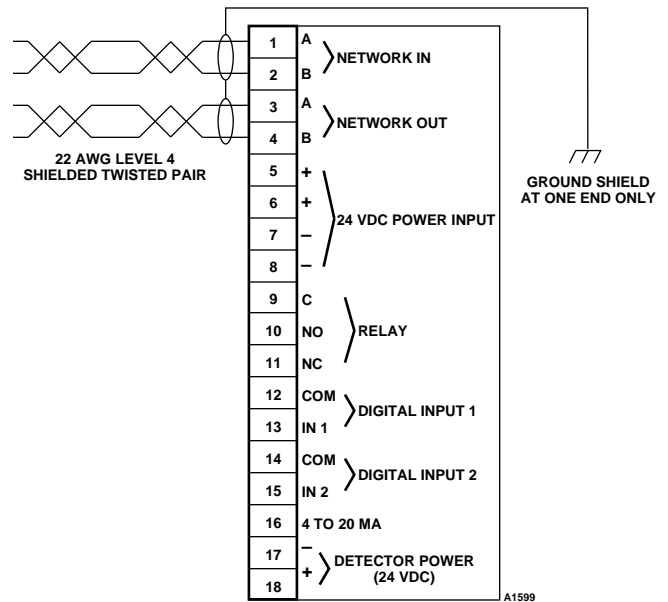 1 A
NETWORK IN
2 B
3 A
NETWORK OUT
4 B
22 AWG LEVEL 4
SHIELDED TWISTED PAIR
GROUND SHIELD
AT ONE END ONLY
5 +
6 +
24 VDC POWER INPUT
7 –
8 –
9 C
10 NO
RELAY
11 NC
12 COM
DIGITAL INPUT 1
13 IN 1
14 COM
DIGITAL INPUT 2
15 IN 2
16 4 TO 20 MA
17 –
DETECTOR POWER
(24 VDC)
18 +
A1599